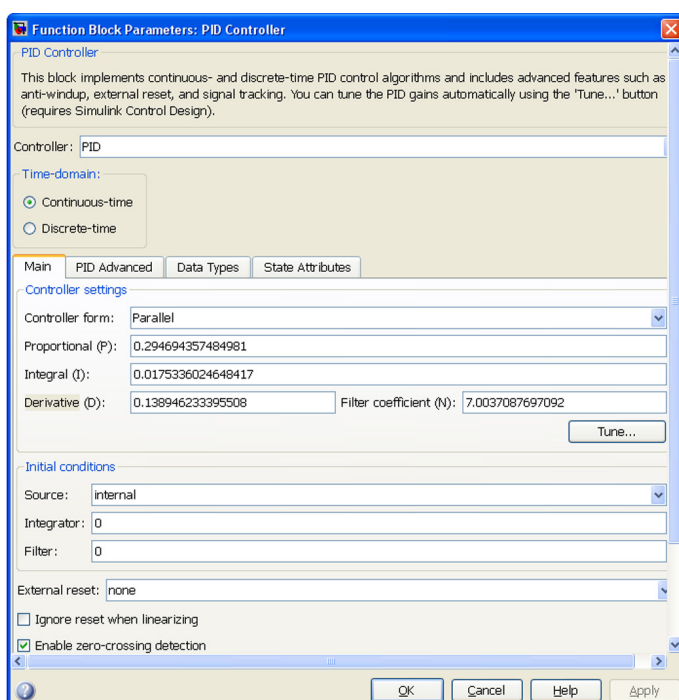 Function Block Parameters: PID Controller
PID Controller
This block implements continuous- and discrete-time PID control algorithms and includes advanced features such as
anti-windup, external reset, and signal tracking. You can tune the PID gains automatically using the 'Tune...' button
(requires Simulink Control Design).
Controller: PID
Time-domain:
Continuous-time
Discrete-time
Main PID Advanced Data Types State Attributes
Controller settings
Controller form: Parallel
Proportional (P): 0.294694357484981
Integral (I): 0.0175336024648417
Derivative (D): 0.138946233395508 Filter coefficient (N): 7.0037087697092
Tune...
Initial conditions
Source: internal
Integrator: 0
Filter: 0
External reset: none
Ignore reset when linearizing
Enable zero-crossing detection
? OK Cancel Help Apply